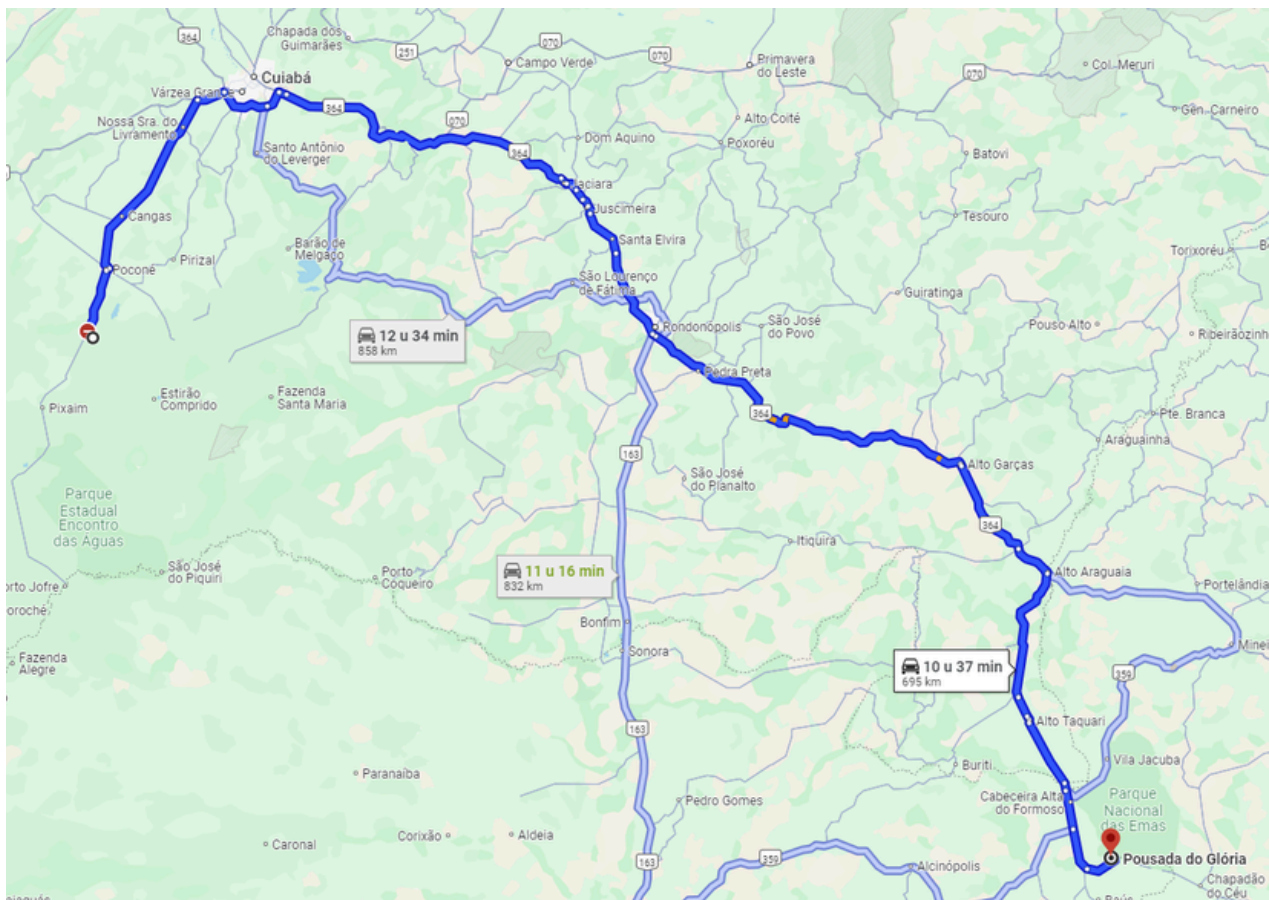 364
Chapada dos
Guimarães
251
070
Campo Verde
070
Primavera
do Leste
070
Col. Meruri
Cuiabá
Várzea Grande
364
Gen. Carneiro
Nossa Sra. do
Livramento
070
Alto Coité
Dom Aquino
Poxoréu
Santo Antônio
do Leverger
364
Batovi
Jaciara
Juscimeira
Cangas
Tesouro
Santa Elvira
Barão de
Melgaço
Torixoréu
Poconé
Pirizal
São Lourenço
de Fátima
Guiratinga
12 u 34 min
858 km
Rondonópolis
São José
do Povo
Pouso Alto
Ribeirãozinh
Pedra Preta
Estirão
Comprido
Fazenda
Santa Maria
Pixaim
364
Pte. Branca
Araguainha
163
Alto Garças
São José
do Planalto
Parque
Estadual
Encontro
das Aguas
364
Itiquira
São José
do Piquiri
Porto
Coqueiro
11 u 16 min
832 km
Alto Araguaia
Portelândia
orto Jofre
oroché
Bonfim
Sonora
Minei
Fazenda
Alegre
10 u 37 min
695 km
359
163
Alto Taquari
Vila Jacuba
Buriti
Paranaíba
Cabeceira Alta
do Formoso
Parque
Nacional
das Emas
Pedro Gomes
Corixão
Aldeia
Caronal
163
359
Alcinópolis
Pousada do Glória
Chapadão
do Céu